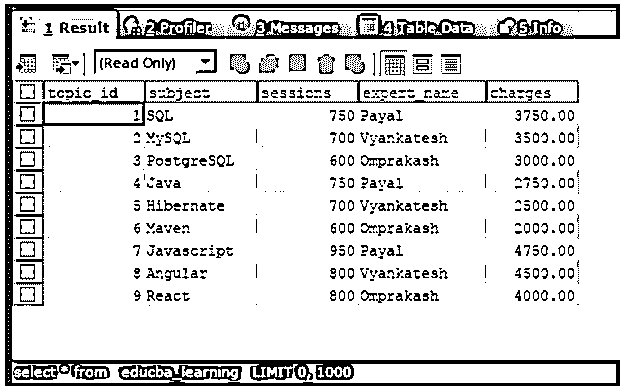 1 Result 2 Profiler 3 Messages 4 Table Data 5 Info
(Read Only)
topic_id subject sessions expert_name charges
1 SQL 750 Payal 3750.00
2 MySQL 700 Vyankatesh 3500.00
3 PostgreSQL 600 Omprakash 3000.00
4 Java 750 Payal 2750.00
5 Hibernate 700 Vyankatesh 2500.00
6 Maven 600 Omprakash 2000.00
7 Javascript 950 Payal 4750.00
8 Angular 800 Vyankatesh 4500.00
9 React 800 Omprakash 4000.00
select * from educba_learning LIMIT 0, 1000